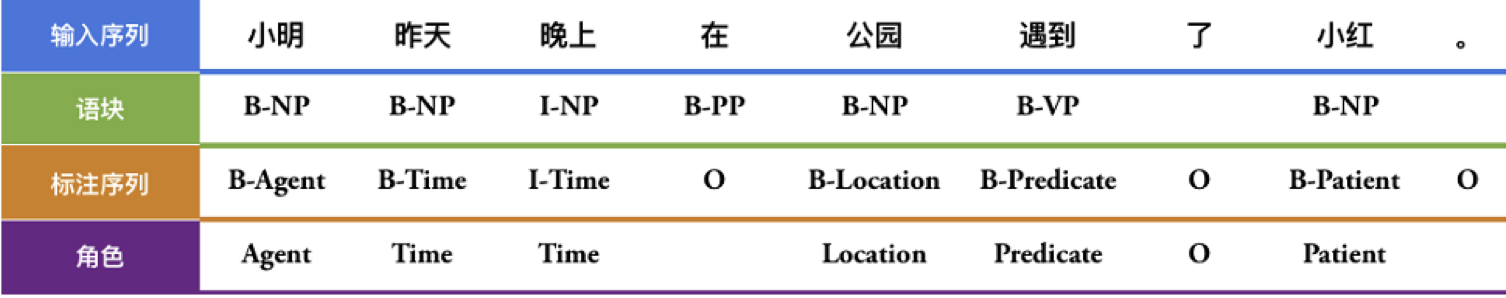 输入序列 小明 昨天 晚上 在 公园 遇到 了 小红 。
语块 B-NP B-NP I-NP B-PP B-NP B-VP B-NP
标注序列 B-Agent B-Time I-Time O B-Location B-Predicate O B-Patient O
角色 Agent Time Time Location Predicate O Patient